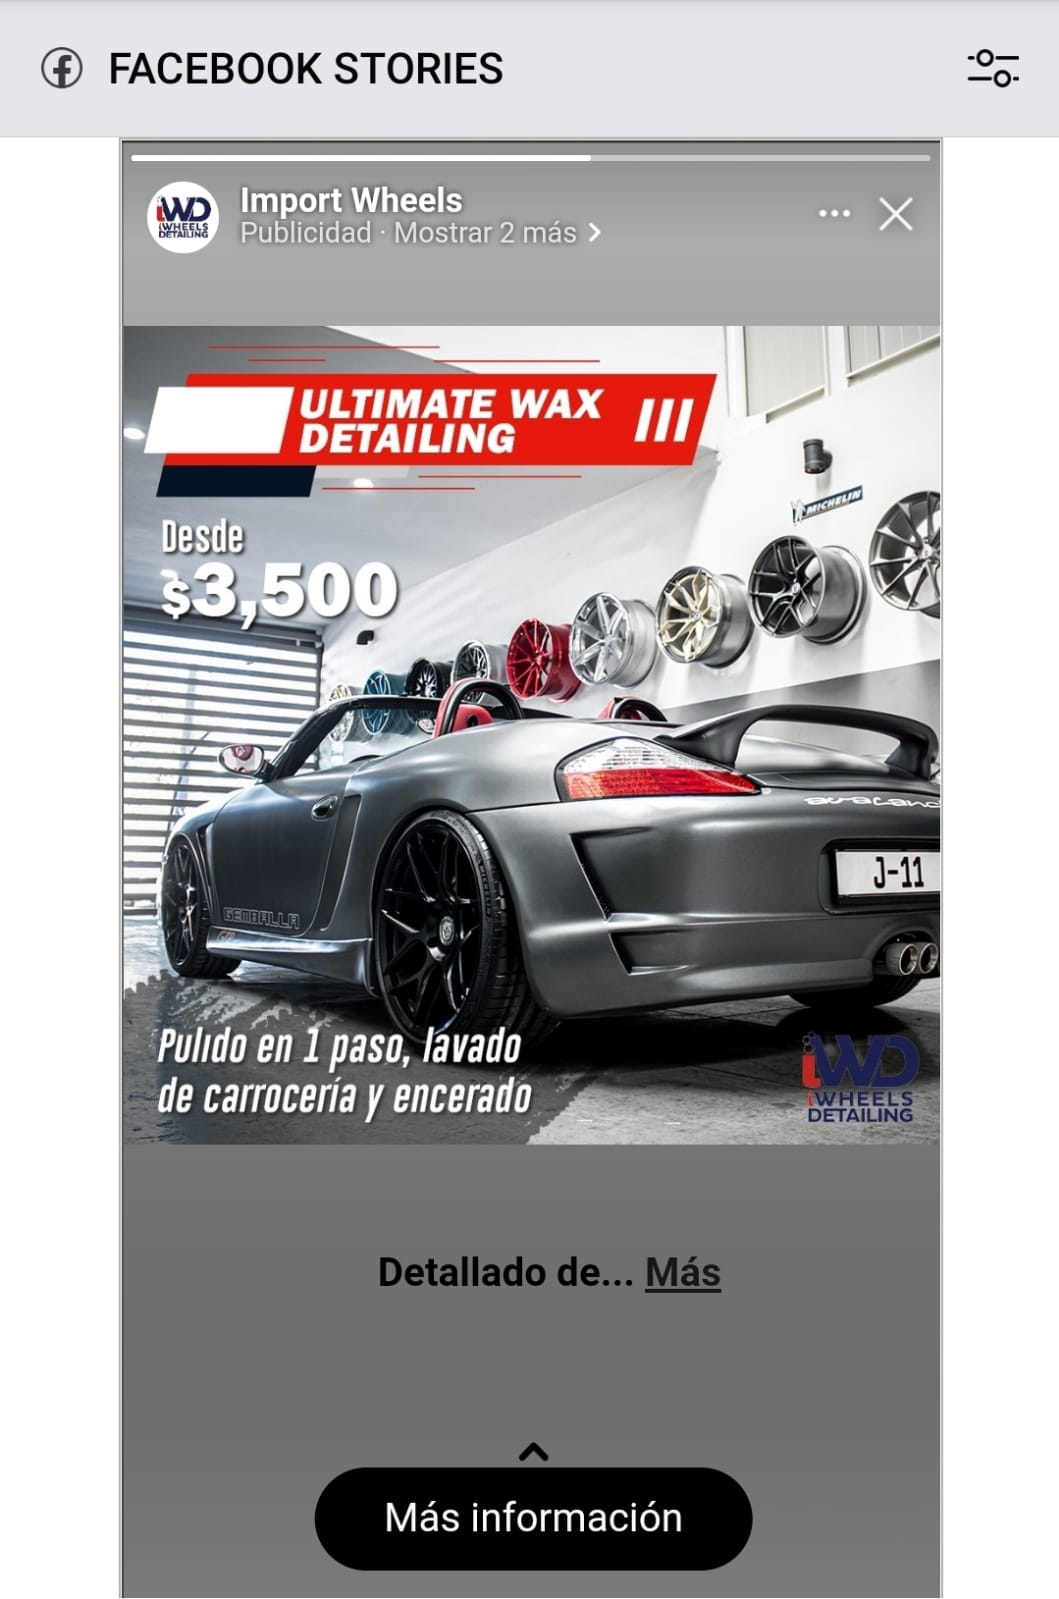 FACEBOOK STORIES
Import Wheels
Publicidad · Mostrar 2 más >
iWD
iWHEELS
DETAILING
ULTIMATE WAX
DETAILING
Desde
$3,500
MICHELIN
GEMBALLA
J-11
Pulido en 1 paso, lavado
de carrocería y encerado
iWD
iWHEELS
DETAILING
Detallado de... Más
Más información